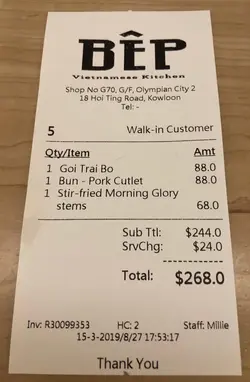 BÊP
Vietnamese Kitchen
Shop No G70, G/F, Olympian City 2
18 Hoi Ting Road, Kowloon
Tel: -
5 Walk-in Customer
Qty/Item Amt
1 Goi Trai Bo 88.0
1 Bun - Pork Cutlet 88.0
1 Stir-fried Morning Glory
stems 68.0
Sub Ttl: $244.0
SrvChg: $24.0
Total: $268.0
Inv: R30099353 HC: 2 Staff: Millie
15-3-2019/8/27 17:53:17
Thank You